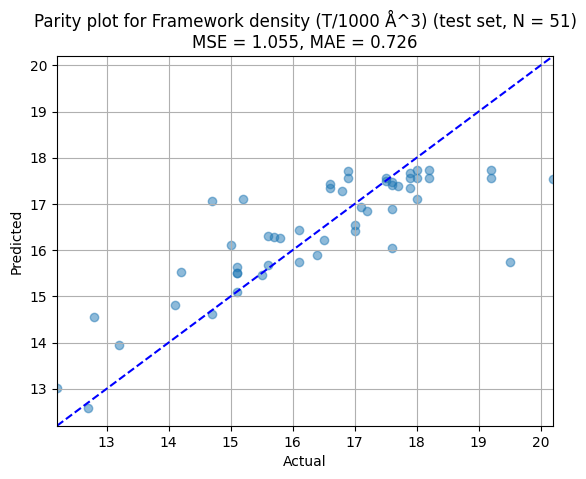 Parity plot for Framework density (T/1000 Å^3) (test set, N = 51)
MSE = 1.055, MAE = 0.726
20
19
18
17
16
15
14
13
Predicted
13 14 15 16 17 18 19 20
Actual